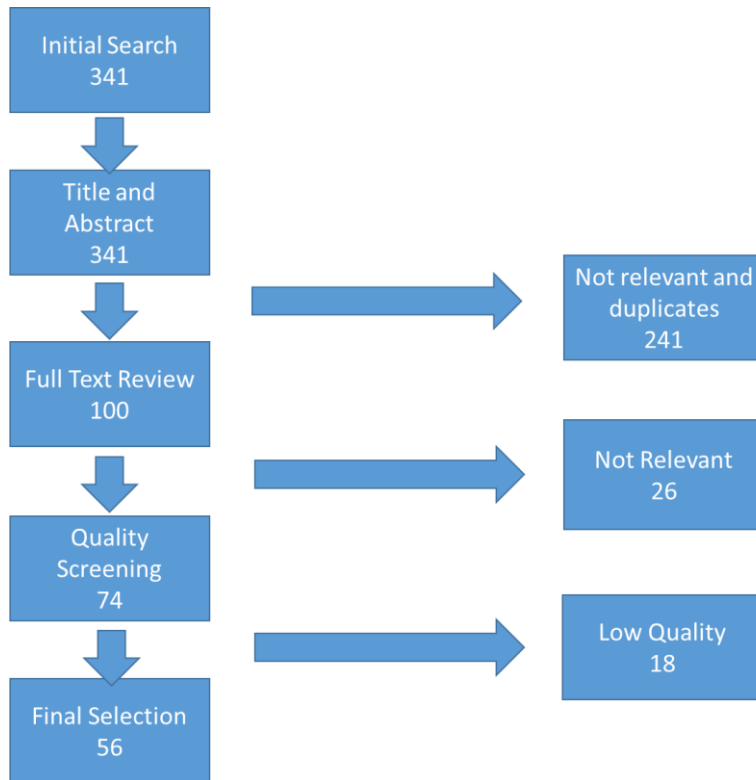 Initial Search
341
Title and
Abstract
341
Not relevant and
duplicates
241
Full Text Review
100
Not Relevant
26
Quality
Screening
74
Low Quality
18
Final Selection
56